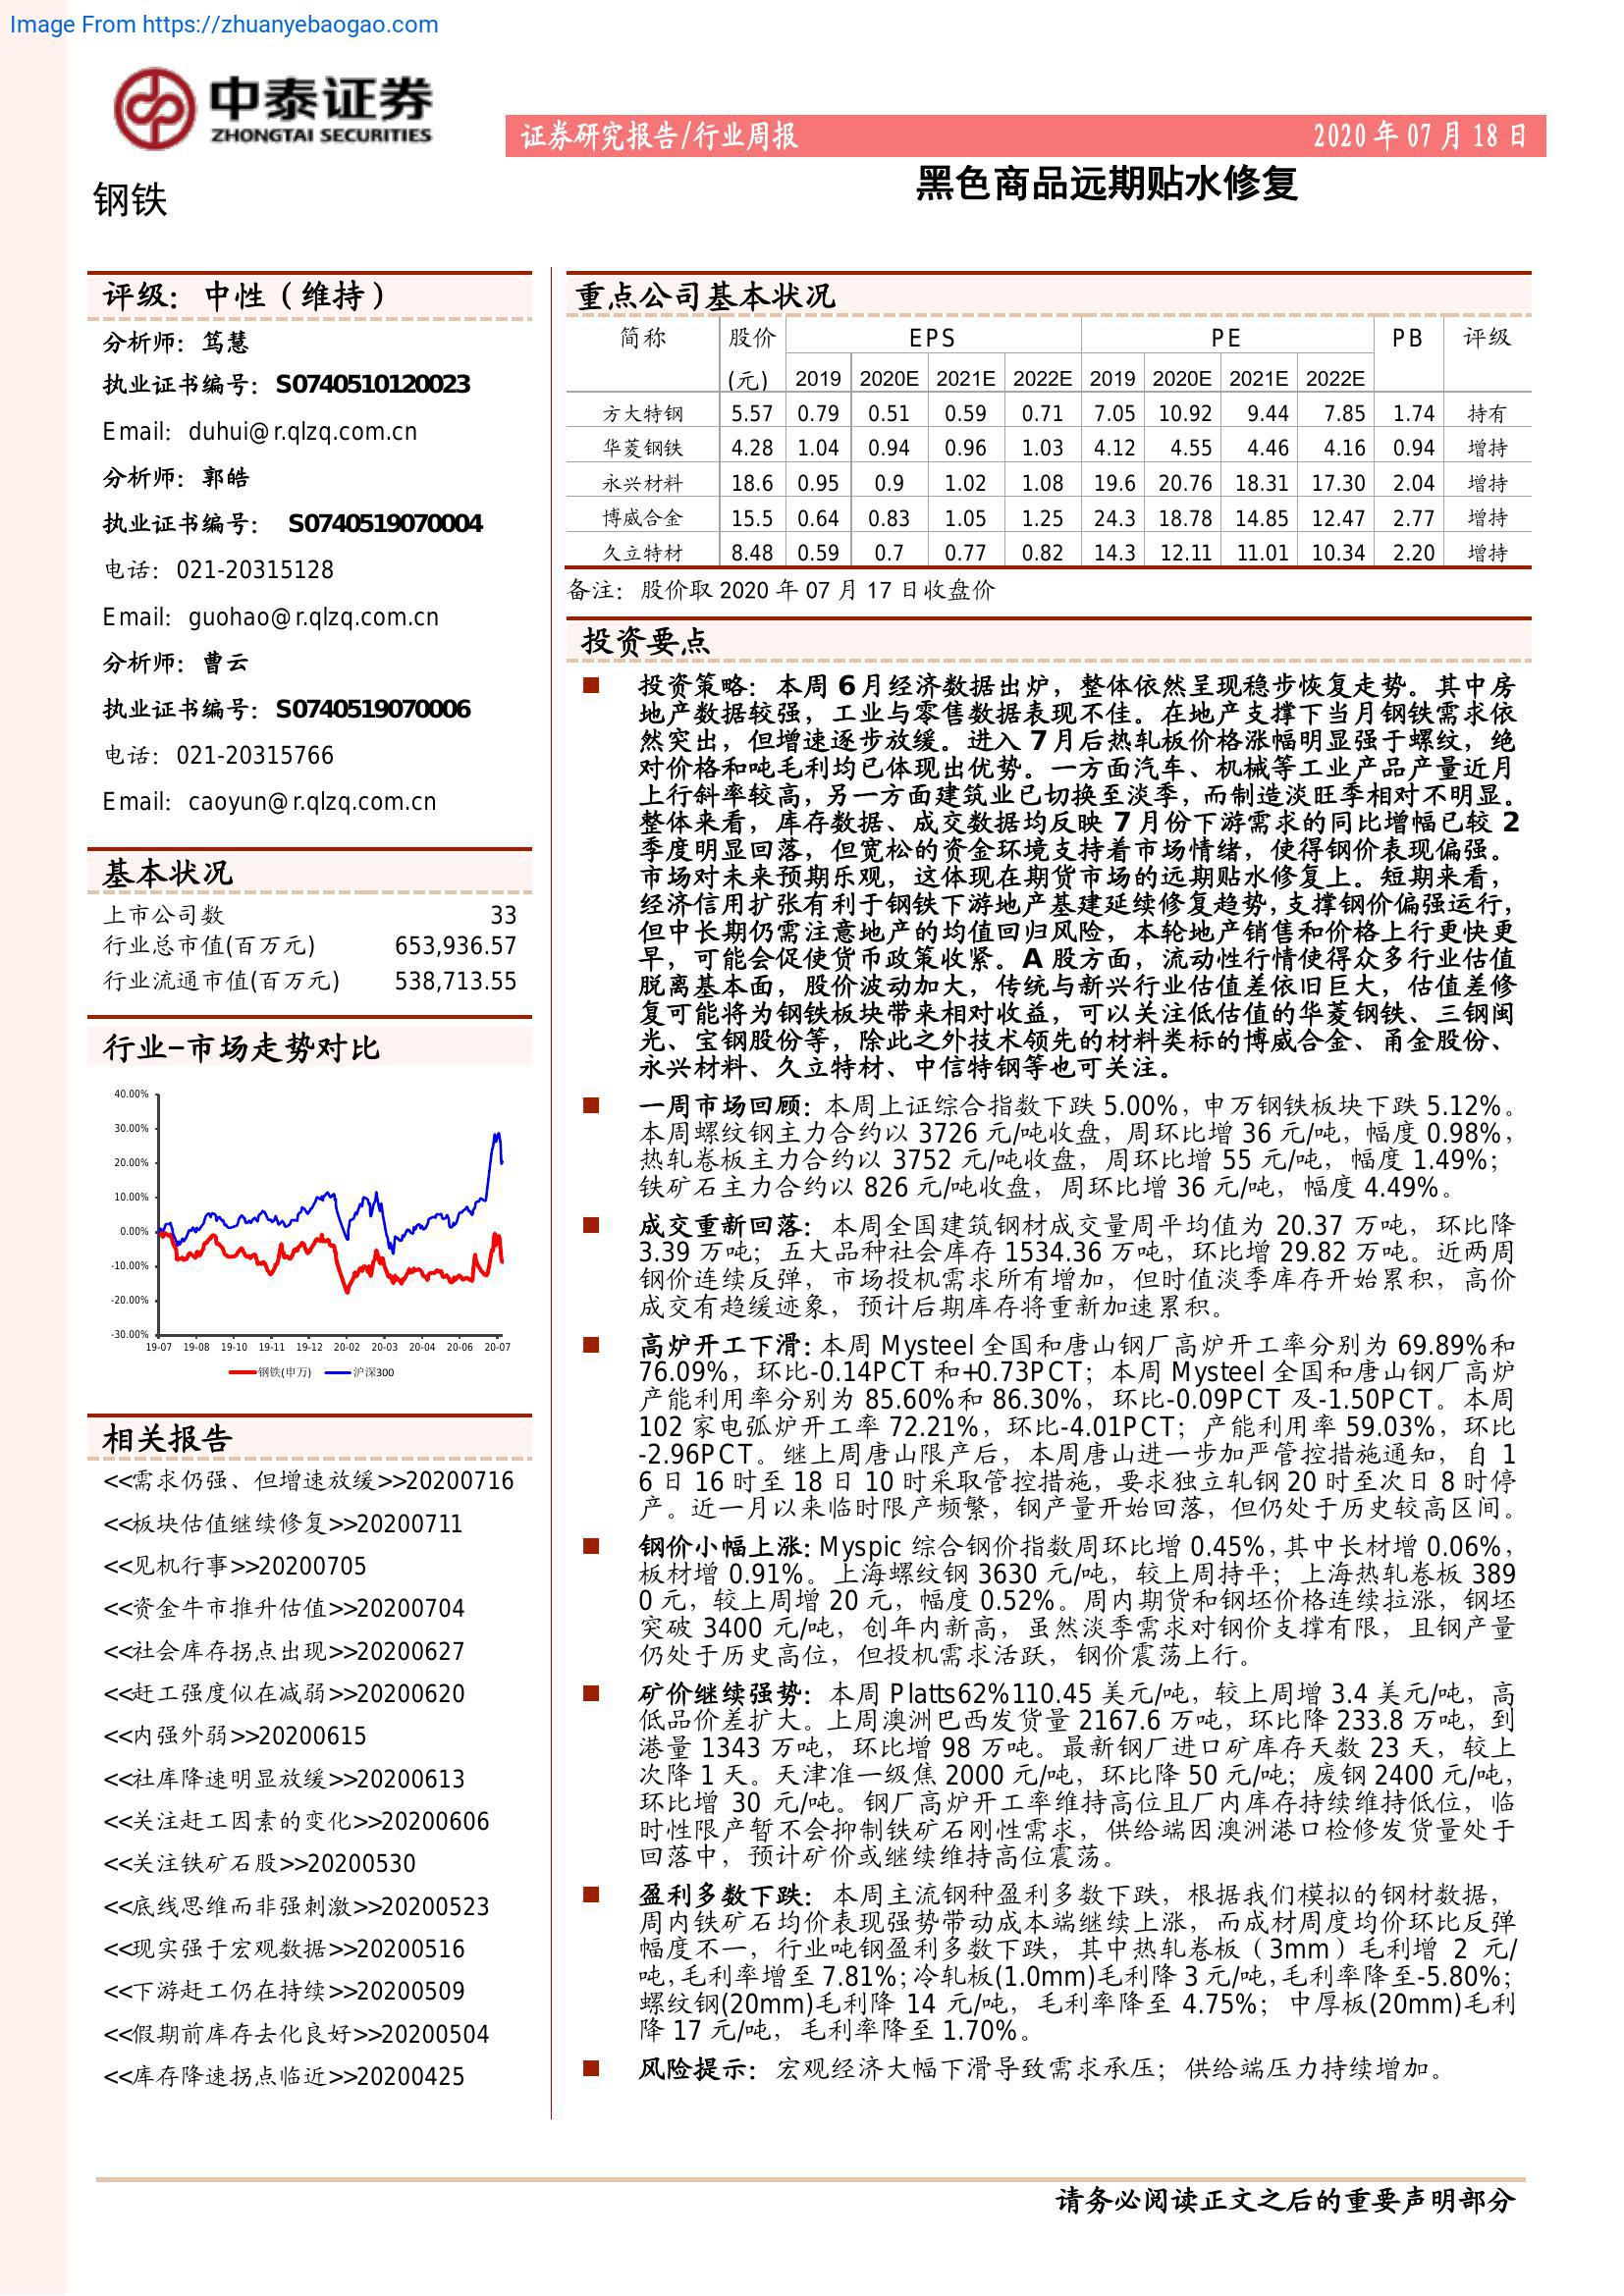 Image From https://zhuanyebaogao.com
中泰证券
ZHONGTAI SECURITIES
证券研究报告/行业周报 2020 年 07 月 18 日
钢铁
黑色商品远期贴水修复
评级：中性（维持）
分析师：笃慧
执业证书编号：S0740510120023
Email：duhui@r.qlzq.com.cn
分析师：郭皓
执业证书编号： S0740519070004
电话：021-20315128
Email：guohao@r.qlzq.com.cn
分析师：曹云
执业证书编号：S0740519070006
电话：021-20315766
Email：caoyun@r.qlzq.com.cn
基本状况
上市公司数 33
行业总市值(百万元) 653,936.57
行业流通市值(百万元) 538,713.55
行业-市场走势对比
40.00%
30.00%
20.00%
10.00%
0.00%
-10.00%
-20.00%
-30.00%
19-07 19-08 19-10 19-11 19-12 20-02 20-03 20-04 20-06 20-07
钢铁(申万) 沪深300
相关报告
<<需求仍强、但增速放缓>>20200716
<<板块估值继续修复>>20200711
<<见机行事>>20200705
<<资金牛市推升估值>>20200704
<<社会库存拐点出现>>20200627
<<赶工强度似在减弱>>20200620
<<内强外弱>>20200615
<<社库降速明显放缓>>20200613
<<关注赶工因素的变化>>20200606
<<关注铁矿石股>>20200530
<<底线思维而非强刺激>>20200523
<<现实强于宏观数据>>20200516
<<下游赶工仍在持续>>20200509
<<假期前库存去化良好>>20200504
<<库存降速拐点临近>>20200425
重点公司基本状况
简称 股价 EPS PE PB 评级
(元) 2019 2020E 2021E 2022E 2019 2020E 2021E 2022E
方大特钢 5.57 0.79 0.51 0.59 0.71 7.05 10.92 9.44 7.85 1.74 持有
华菱钢铁 4.28 1.04 0.94 0.96 1.03 4.12 4.55 4.46 4.16 0.94 增持
永兴材料 18.6 0.95 0.9 1.02 1.08 19.6 20.76 18.31 17.30 2.04 增持
博威合金 15.5 0.64 0.83 1.05 1.25 24.3 18.78 14.85 12.47 2.77 增持
久立特材 8.48 0.59 0.7 0.77 0.82 14.3 12.11 11.01 10.34 2.20 增持
备注：股价取 2020 年 07 月 17 日收盘价
投资要点
投资策略：本周 6 月经济数据出炉，整体依然呈现稳步恢复走势。其中房
地产数据较强，工业与零售数据表现不佳。在地产支撑下当月钢铁需求依
然突出，但增速逐步放缓。进入 7 月后热轧板价格涨幅明显强于螺纹，绝
对价格和吨毛利均已体现出优势。一方面汽车、机械等工业产品产量近月
上行斜率较高，另一方面建筑业已切换至淡季，而制造淡旺季相对不明显。
整体来看，库存数据、成交数据均反映 7 月份下游需求的同比增幅已较 2
季度明显回落，但宽松的资金环境支持着市场情绪，使得钢价表现偏强。
市场对未来预期乐观，这体现在期货市场的远期贴水修复上。短期来看，
经济信用扩张有利于钢铁下游地产基建延续修复趋势，支撑钢价偏强运行，
但中长期仍需注意地产的均值回归风险，本轮地产销售和价格上行更快更
早，可能会促使货币政策收紧。A 股方面，流动性行情使得众多行业估值
脱离基本面，股价波动加大，传统与新兴行业估值差依旧巨大，估值差修
复可能将为钢铁板块带来相对收益，可以关注低估值的华菱钢铁、三钢闽
光、宝钢股份等，除此之外技术领先的材料类标的博威合金、甬金股份、
永兴材料、久立特材、中信特钢等也可关注。
一周市场回顾：本周上证综合指数下跌 5.00%，申万钢铁板块下跌 5.12%。
本周螺纹钢主力合约以 3726 元/吨收盘，周环比增 36 元/吨，幅度 0.98%，
热轧卷板主力合约以 3752 元/吨收盘，周环比增 55 元/吨，幅度 1.49%；
铁矿石主力合约以 826 元/吨收盘，周环比增 36 元/吨，幅度 4.49%。
成交重新回落：本周全国建筑钢材成交量周平均值为 20.37 万吨，环比降
3.39 万吨；五大品种社会库存 1534.36 万吨，环比增 29.82 万吨。近两周
钢价连续反弹，市场投机需求所有增加，但时值淡季库存开始累积，高价
成交有趋缓迹象，预计后期库存将重新加速累积。
高炉开工下滑：本周 Mysteel 全国和唐山钢厂高炉开工率分别为 69.89%和
76.09%，环比-0.14PCT 和+0.73PCT；本周 Mysteel 全国和唐山钢厂高炉
产能利用率分别为 85.60%和 86.30%，环比-0.09PCT 及-1.50PCT。本周
102 家电弧炉开工率 72.21%，环比-4.01PCT；产能利用率 59.03%，环比
-2.96PCT。继上周唐山限产后，本周唐山进一步加严管控措施通知，自 1
6 日 16 时至 18 日 10 时采取管控措施，要求独立轧钢 20 时至次日 8 时停
产。近一月以来临时限产频繁，钢产量开始回落，但仍处于历史较高区间。
钢价小幅上涨：Myspic 综合钢价指数周环比增 0.45%，其中长材增 0.06%，
板材增 0.91%。上海螺纹钢 3630 元/吨，较上周持平；上海热轧卷板 389
0 元，较上周增 20 元，幅度 0.52%。周内期货和钢坯价格连续拉涨，钢坯
突破 3400 元/吨，创年内新高，虽然淡季需求对钢价支撑有限，且钢产量
仍处于历史高位，但投机需求活跃，钢价震荡上行。
矿价继续强势：本周 Platts62%110.45 美元/吨，较上周增 3.4 美元/吨，高
低品价差扩大。上周澳洲巴西发货量 2167.6 万吨，环比降 233.8 万吨，到
港量 1343 万吨，环比增 98 万吨。最新钢厂进口矿库存天数 23 天，较上
次降 1 天。天津准一级焦 2000 元/吨，环比降 50 元/吨；废钢 2400 元/吨，
环比增 30 元/吨。钢厂高炉开工率维持高位且厂内库存持续维持低位，临
时性限产暂不会抑制铁矿石刚性需求，供给端因澳洲港口检修发货量处于
回落中，预计矿价或继续维持高位震荡。
盈利多数下跌：本周主流钢种盈利多数下跌，根据我们模拟的钢材数据，
周内铁矿石均价表现强势带动成本端继续上涨，而成材周度均价环比反弹
幅度不一，行业吨钢盈利多数下跌，其中热轧卷板（3mm）毛利增 2 元/
吨，毛利率增至 7.81%；冷轧板(1.0mm)毛利降 3 元/吨，毛利率降至-5.80%；
螺纹钢(20mm)毛利降 14 元/吨，毛利率降至 4.75%；中厚板(20mm)毛利
降 17 元/吨，毛利率降至 1.70%。
风险提示：宏观经济大幅下滑导致需求承压；供给端压力持续增加。
请务必阅读正文之后的重要声明部分